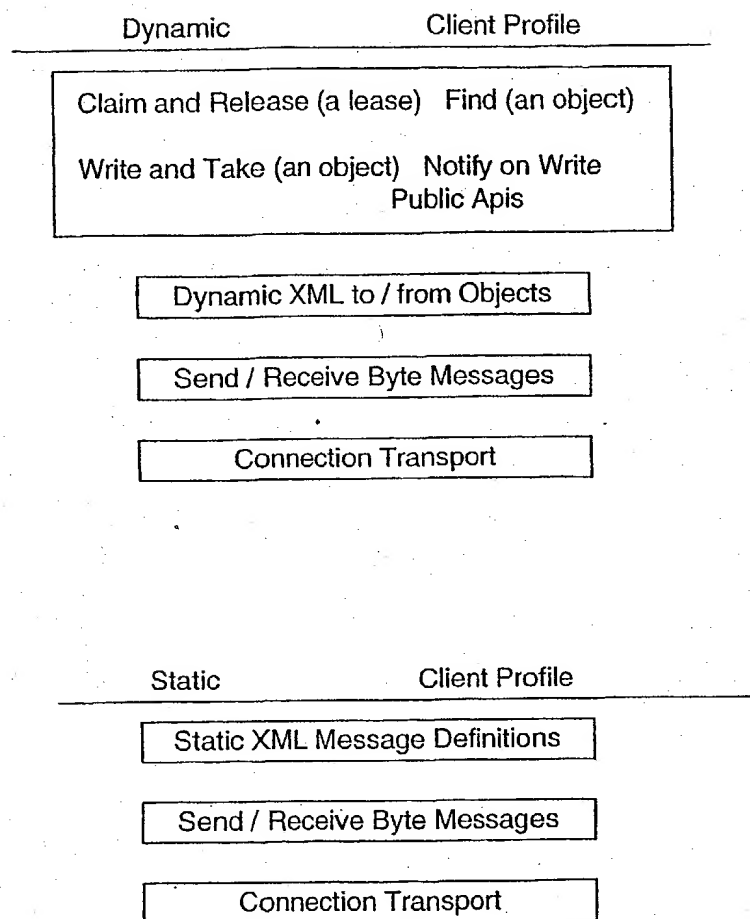 Dynamic Client Profile
Claim and Release (a lease) Find (an object)
Write and Take (an object) Notify on Write
Public Apis
Dynamic XML to / from Objects
Send / Receive Byte Messages
Connection Transport
Static Client Profile
Static XML Message Definitions
Send / Receive Byte Messages
Connection Transport